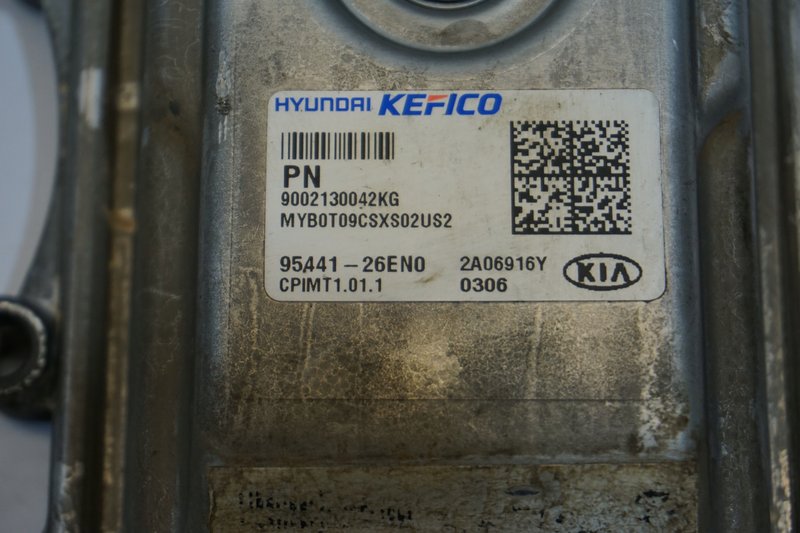 HYUNDAI KEFICO
PN
9002130042KG
MYB0T09CSXS02US2
95441-26EN0 2A06916Y KIA
CPIMT1.01.1 0306